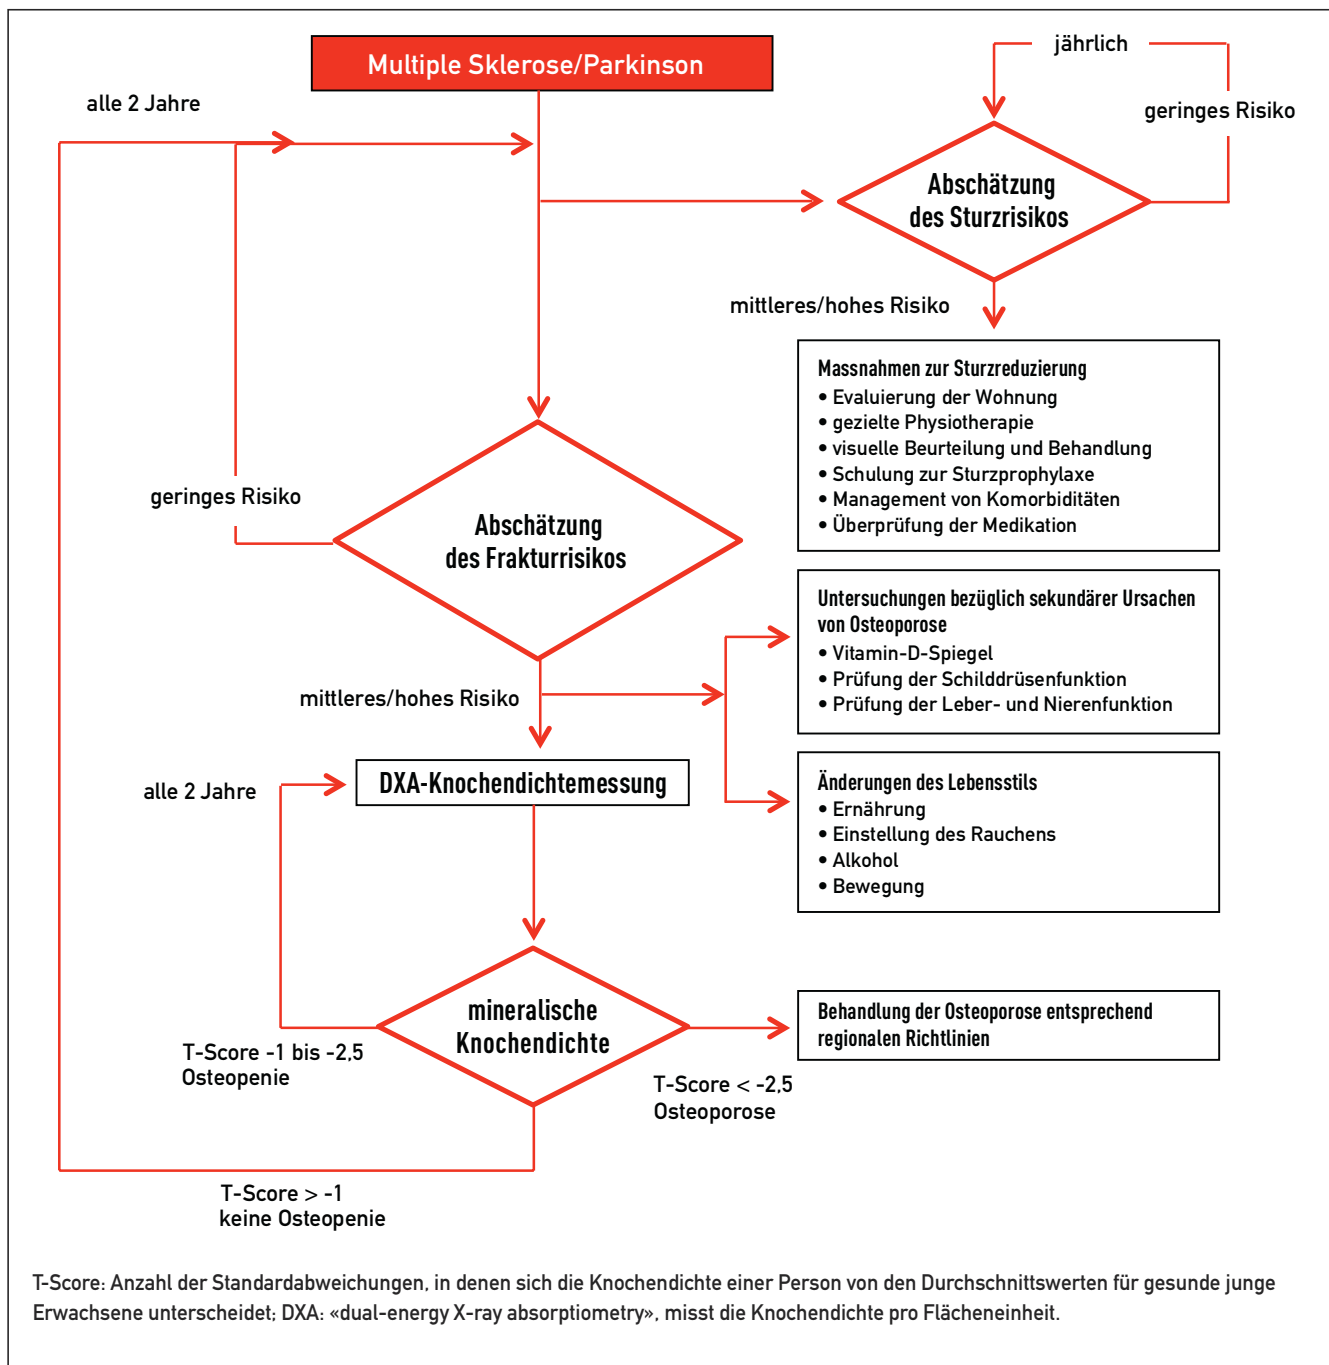 Multiple Sklerose/Parkinson
jährlich
alle 2 Jahre
geringes Risiko
Abschätzung
des Sturzrisikos
mittleres/hohes Risiko
Massnahmen zur Sturzreduzierung
• Evaluierung der Wohnung
• gezielte Physiotherapie
• visuelle Beurteilung und Behandlung
• Schulung zur Sturzprophylaxe
• Management von Komorbiditäten
• Überprüfung der Medikation
geringes Risiko
Abschätzung
des Frakturrisikos
Untersuchungen bezüglich sekundärer Ursachen
von Osteoporose
• Vitamin-D-Spiegel
• Prüfung der Schilddrüsenfunktion
• Prüfung der Leber- und Nierenfunktion
mittleres/hohes Risiko
DXA-Knochendichtemessung
alle 2 Jahre
Änderungen des Lebensstils
• Ernährung
• Einstellung des Rauchens
• Alkohol
• Bewegung
mineralische
Knochendichte
Behandlung der Osteoporose entsprechend
regionalen Richtlinien
T-Score -1 bis -2,5
Osteopenie
T-Score < -2,5
Osteoporose
T-Score > -1
keine Osteopenie
T-Score: Anzahl der Standardabweichungen, in denen sich die Knochendichte einer Person von den Durchschnittswerten für gesunde junge
Erwachsene unterscheidet; DXA: «dual-energy X-ray absorptiometry», misst die Knochendichte pro Flächeneinheit.